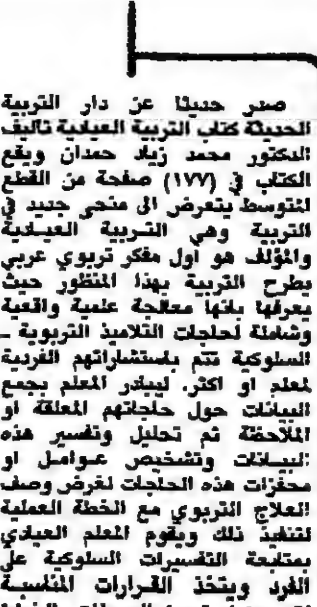 صدر حديثا عن دار التربية
الحديثة كتاب التربية العيادية تاليف
الدكتور محمد زياد حمدان ويقع
الكتاب في (١٧٧) صفحة من القطع
المتوسط يتعرض الى منحى جديد في
التربية وهي التربية العيادية
والمؤلف هو أول مفكر تربوي عربي
يطرح التربية بهذا المنظور حيث
يعرفها بانها معالجة علمية واقعية
وشاملة لحاجات التلاميذ التربوية ـ
السلوكية تتم باستشاراتهم الفردية
لمعلم او اكثر. ليبادر المعلم بجمع
البيانات حول حاجاتهم المعلنة او
الملاحظة ثم تحليل وتفسير هذه
البيانات وتشخيص عوامل او
محفزات هذه الحاجات لغرض وصف
العلاج التربوي مع الخطة العملية
لتنفيذ ذلك ويقوم المعلم العيادي
بمتابعة التفسيرات السلوكية على
الفرد ويتخذ القرارات المناسبة